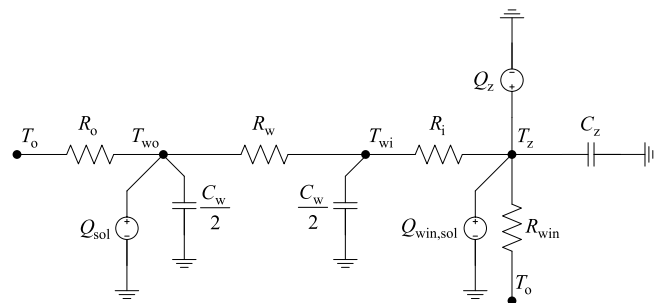 Q_z
T_o
R_o
T_wo
R_w
T_wi
R_i
T_z
C_z
Q_sol
C_w
2
C_w
2
Q_win,sol
R_win
T_o